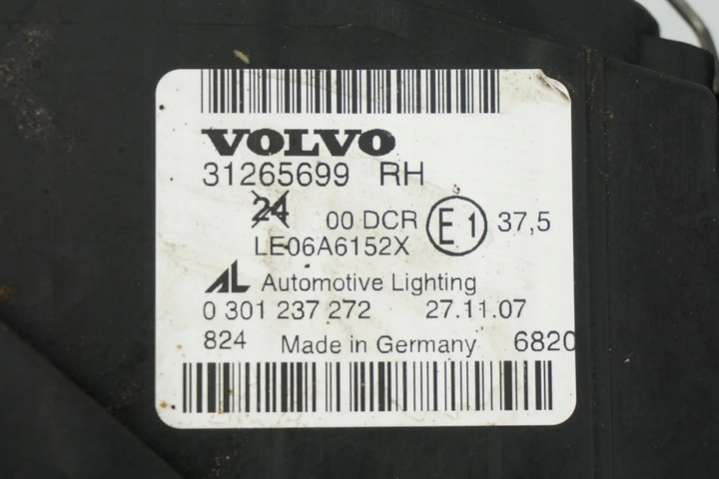 VOLVO
31265699 RH
24 00 DCR E1 37,5
LE06A6152X
AL Automotive Lighting
0 301 237 272 27.11.07
824 Made in Germany 6820